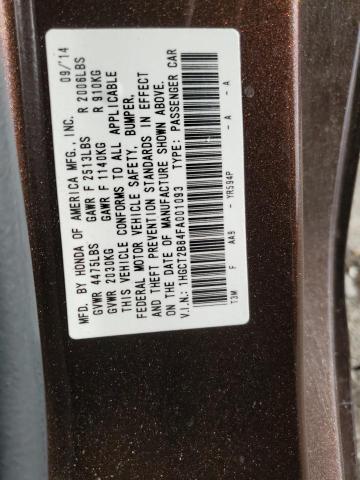 MFD. BY HONDA OF AMERICA MFG., INC. 09/'14
GVWR 4475LBS GAWR F 2513LBS R 2006LBS
GVWR 2030KG GAWR F 1140KG R 910KG
THIS VEHICLE CONFORMS TO ALL APPLICABLE
FEDERAL MOTOR VEHICLE SAFETY, BUMPER,
AND THEFT PREVENTION STANDARDS IN EFFECT
ON THE DATE OF MANUFACTURE SHOWN ABOVE.
V.I.N.: 1HGCT2B84FA001093 TYPE: PASSENGER CAR
T3M F AA9 - YR594P - A - A